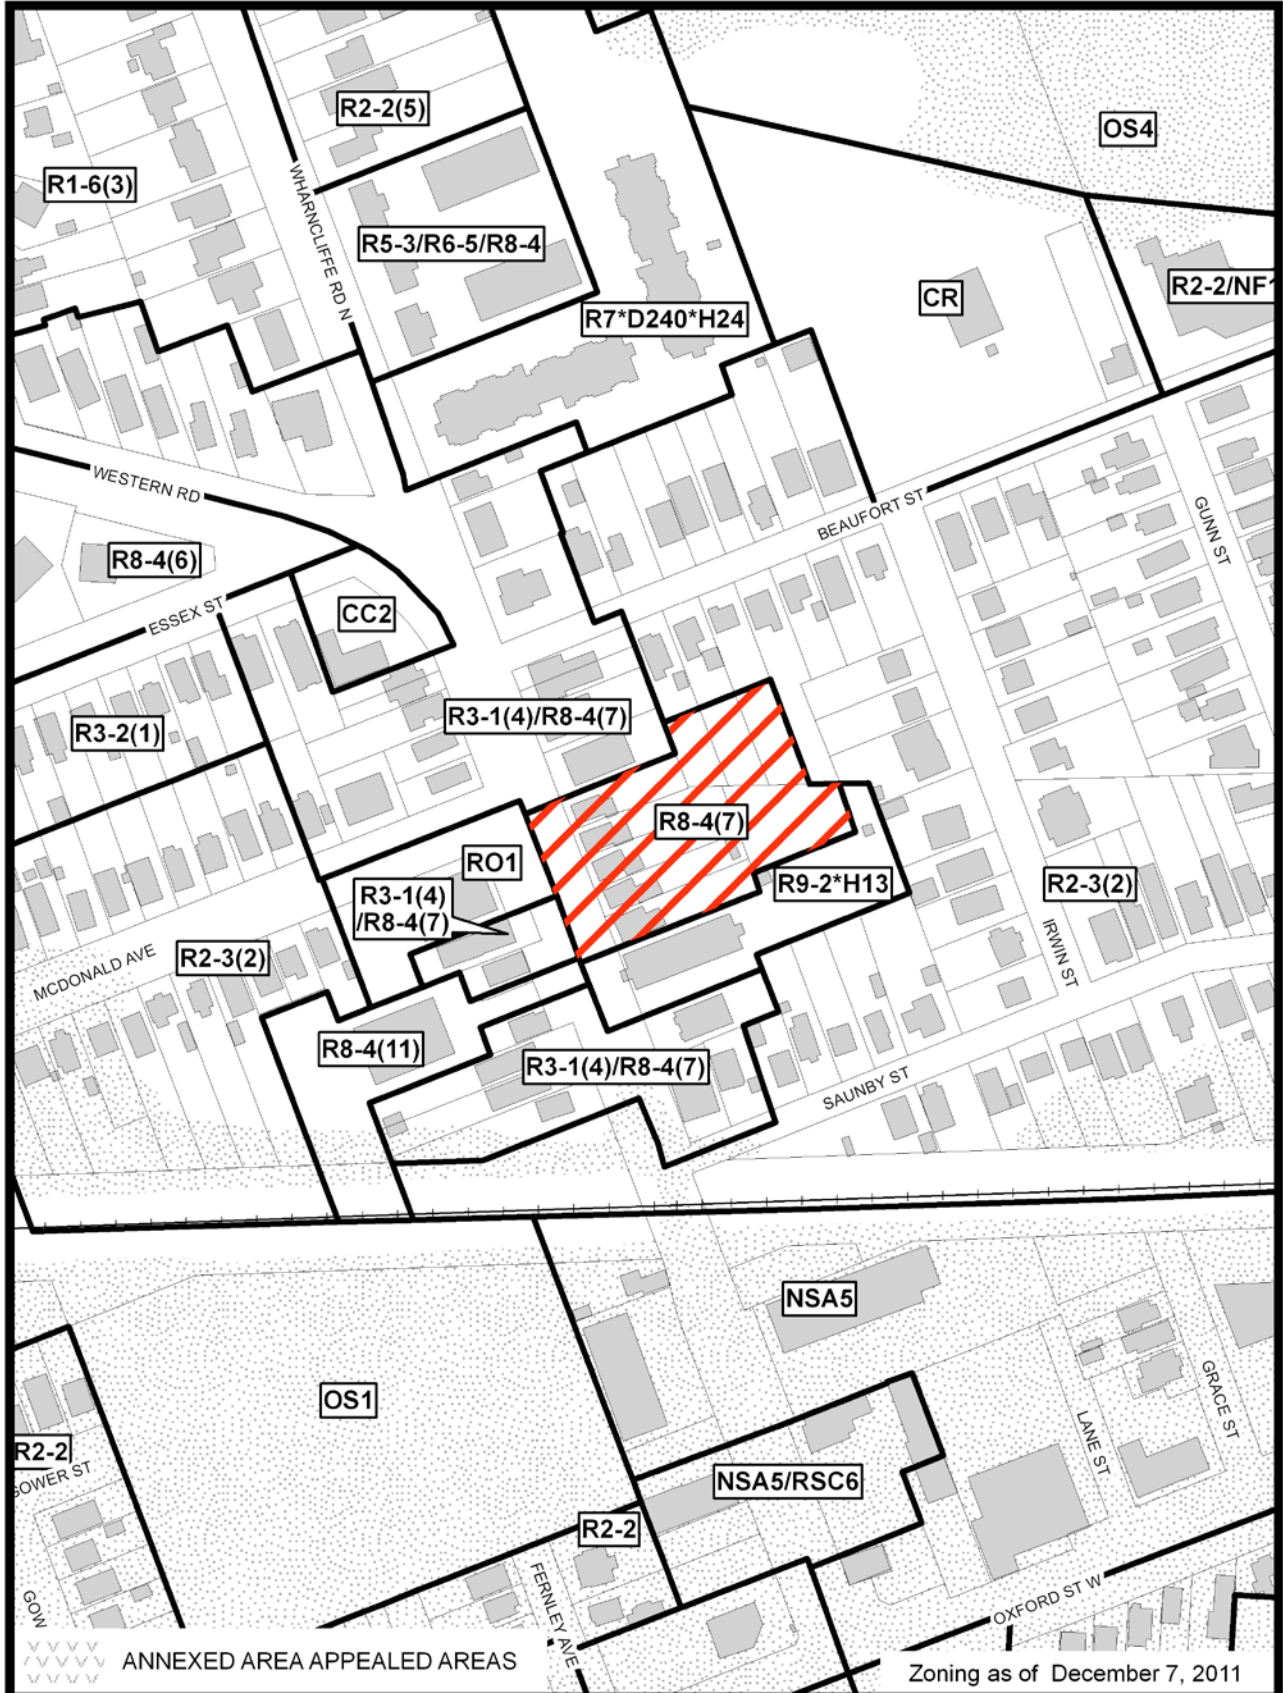 R2-2(5)
OS4
R1-6(3)
WHARNCLIFFE RD N
R5-3/R6-5/R8-4
R2-2/NF1
CR
R7*D240*H24
WESTERN RD
BEAUFORT ST
GUNN ST
R8-4(6)
ESSEX ST
CC2
R3-1(4)/R8-4(7)
R3-2(1)
R8-4(7)
RO1
R3-1(4)
/R8-4(7)
R9-2*H13
R2-3(2)
IRWIN ST
MCDONALD AVE
R2-3(2)
R8-4(11)
R3-1(4)/R8-4(7)
SAUNBY ST
NSA5
OS1
GRACE ST
LANE ST
R2-2
GOWER ST
NSA5/RSC6
R2-2
FERNLEY AVE
OXFORD ST W
GOW
ANNEXED AREA APPEALED AREAS
Zoning as of December 7, 2011